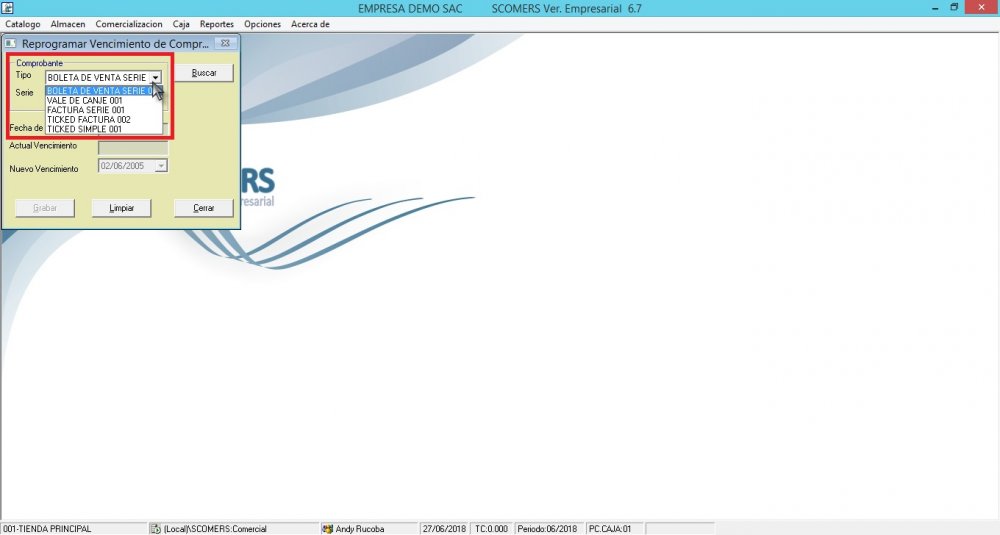 EMPRESA DEMO SAC SCOMERS Ver. Empresarial 6.7
Catalogo Almacen Comercializacion Caja Reportes Opciones Acerca de
Reprogramar Vencimiento de Compr...
Comprobante
Tipo BOLETA DE VENTA SERIE
Buscar
Serie
BOLETA DE VENTA SERIE
VALE DE CANJE 001
FACTURA SERIE 001
TICKED FACTURA 002
TICKED SIMPLE 001
Fecha de
Actual Vencimiento
Nuevo Vencimiento 02/06/2005
Grabar Limpiar Cerrar
RS
resarial
001-TIENDA PRINCIPAL (Local)\SCOMERS:Comercial Andy Rucoba 27/06/2018 TC:0.000 Periodo:06/2018 PC.CAJA:01